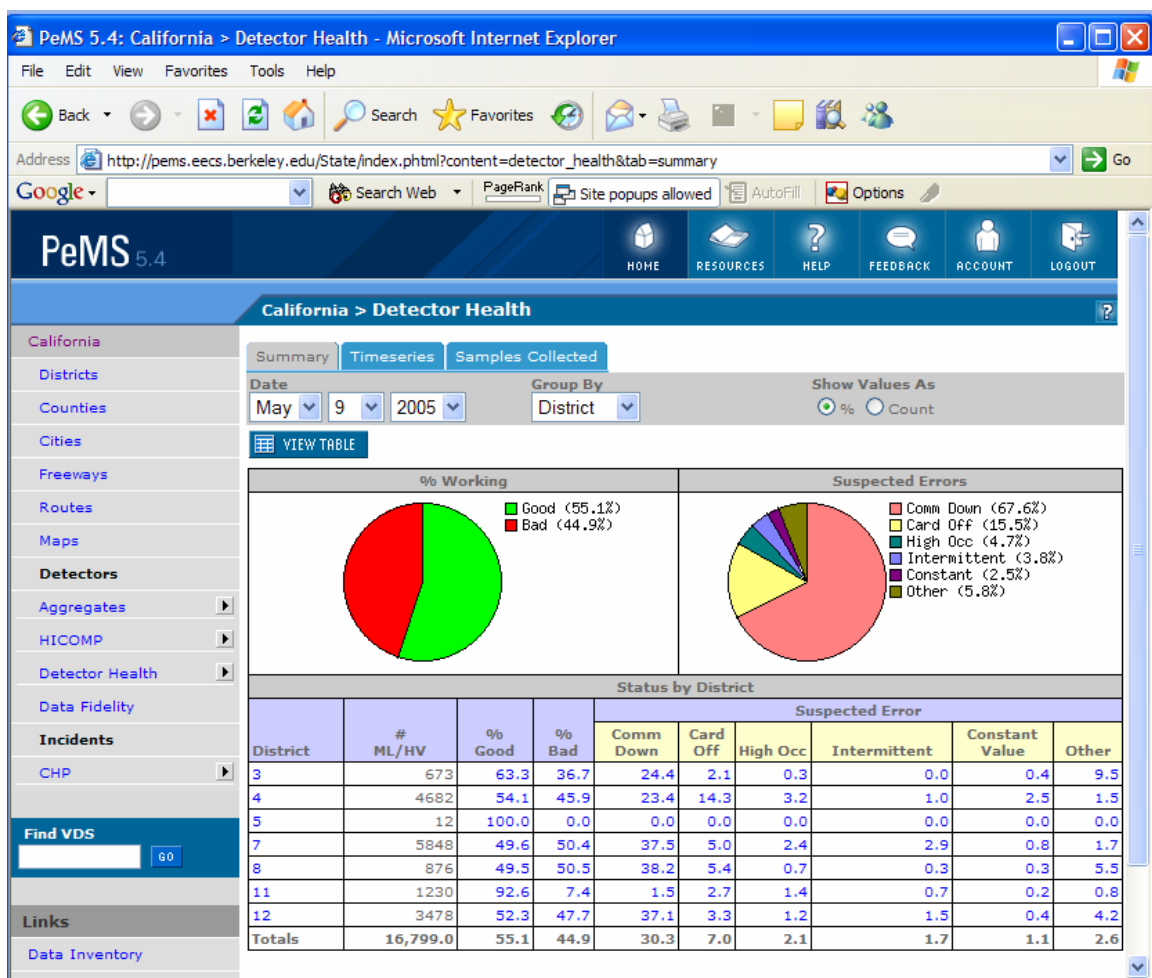 PeMS 5.4: California > Detector Health - Microsoft Internet Explorer
File Edit View Favorites Tools Help
Back Search Favorites
Address http://pems.eecs.berkeley.edu/State/index.phtml?content=detector_health&tab=summary Go
Google Search Web PageRank Site popups allowed AutoFill Options
PeMS 5.4
HOME RESOURCES HELP FEEDBACK ACCOUNT LOGOUT
California > Detector Health ?
California
Districts
Counties
Cities
Freeways
Routes
Maps
Detectors
Aggregates
HICOMP
Detector Health
Data Fidelity
Incidents
CHP
Find VDS
GO
Links
Data Inventory
Summary Timeseries Samples Collected
Date Group By Show Values As
May 9 2005 District % Count
VIEW TABLE
% Working
Good (55.1%)
Bad (44.9%)
Suspected Errors
Comm Down (67.6%)
Card Off (15.5%)
High Occ (4.7%)
Intermittent (3.8%)
Constant (2.5%)
Other (5.8%)
Status by District
Suspected Error
District # ML/HV % Good % Bad Comm Down Card Off High Occ Intermittent Constant Value Other
3 673 63.3 36.7 24.4 2.1 0.3 0.0 0.4 9.5
4 4682 54.1 45.9 23.4 14.3 3.2 1.0 2.5 1.5
5 12 100.0 0.0 0.0 0.0 0.0 0.0 0.0 0.0
7 5848 49.6 50.4 37.5 5.0 2.4 2.9 0.8 1.7
8 876 49.5 50.5 38.2 5.4 0.7 0.3 0.3 5.5
11 1230 92.6 7.4 1.5 2.7 1.4 0.7 0.2 0.8
12 3478 52.3 47.7 37.1 3.3 1.2 1.5 0.4 4.2
Totals 16,799.0 55.1 44.9 30.3 7.0 2.1 1.7 1.1 2.6